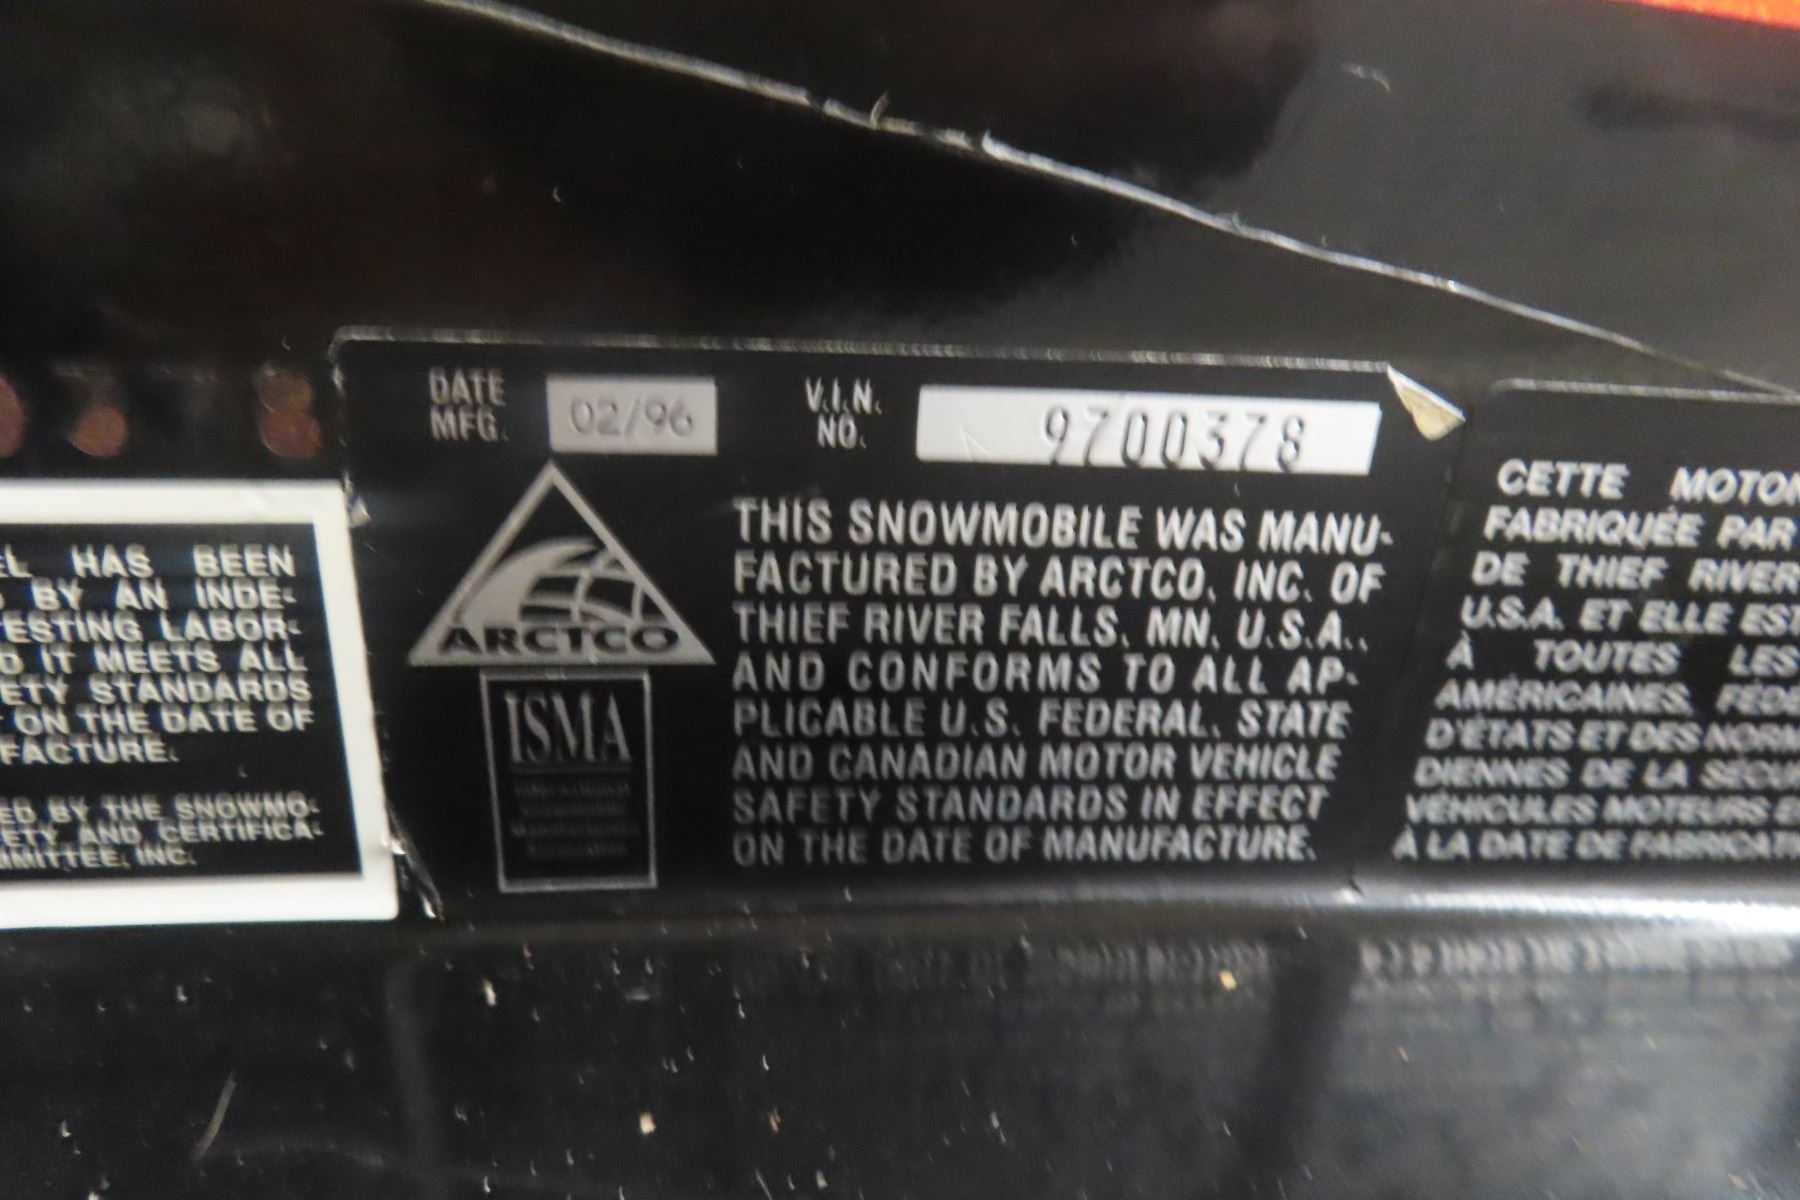 EL HAS BEEN
BY AN INDE-
ESTING LABOR-
D IT MEETS ALL
ETY STANDARDS
ON THE DATE OF
FACTURE.
ED BY THE SNOWMO-
ETY AND CERTIFICA-
MMITTEE, INC.
DATE
MFG.
02/96
V.I.N.
NO.
9700378
ARCTCO
ISMA
THIS SNOWMOBILE WAS MANU-
FACTURED BY ARCTCO, INC. OF
THIEF RIVER FALLS, MN, U.S.A.,
AND CONFORMS TO ALL AP-
PLICABLE U.S. FEDERAL, STATE
AND CANADIAN MOTOR VEHICLE
SAFETY STANDARDS IN EFFECT
ON THE DATE OF MANUFACTURE.
CETTE MOTON
FABRIQUÉE PAR
DE THIEF RIVER
U.S.A. ET ELLE EST
À TOUTES LES
AMÉRICAINES, FÉDÉ
D'ÉTATS ET DES NORM
DIENNES DE LA SÉCUR
VÉHICULES MOTEURS E
À LA DATE DE FABRICATI